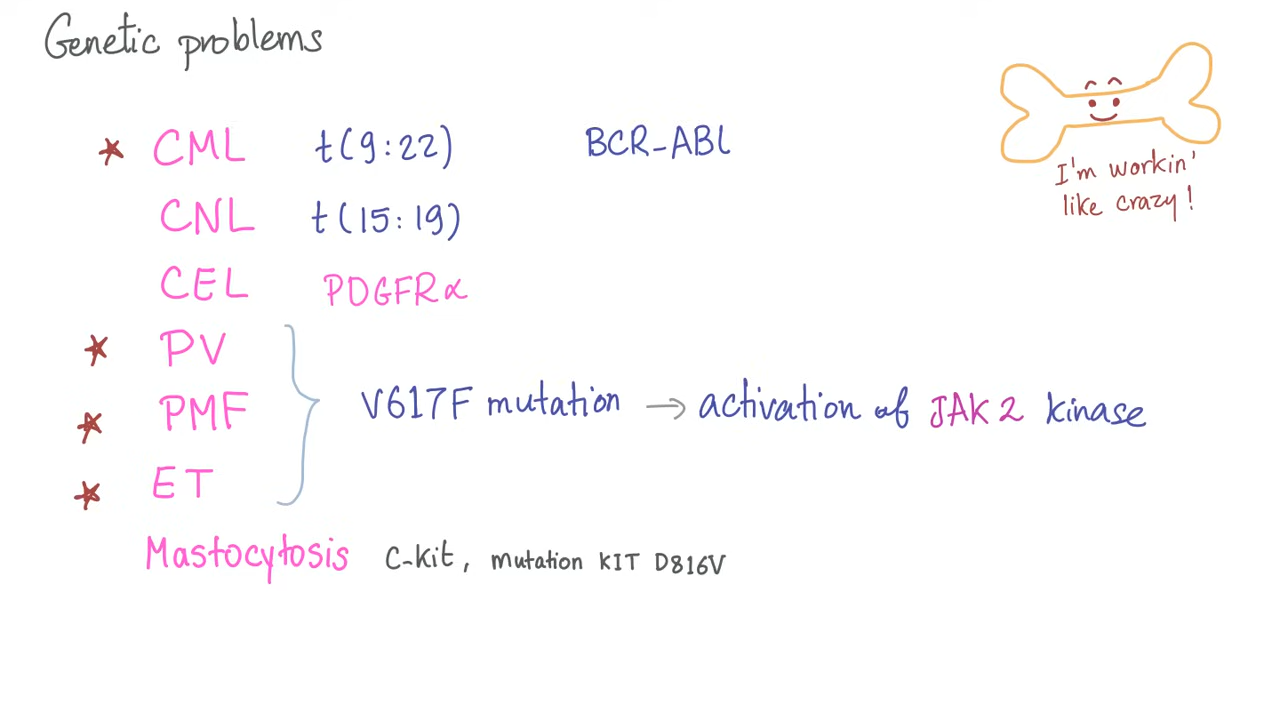 Genetic problems
CML t(9:22) BCR-ABL
I'm workin'
like crazy!
CNL t(15:19)
CEL PDGFRα
PV
PMF V617F mutation → activation of JAK2 kinase
ET
Mastocytosis C-kit, mutation KIT D816V